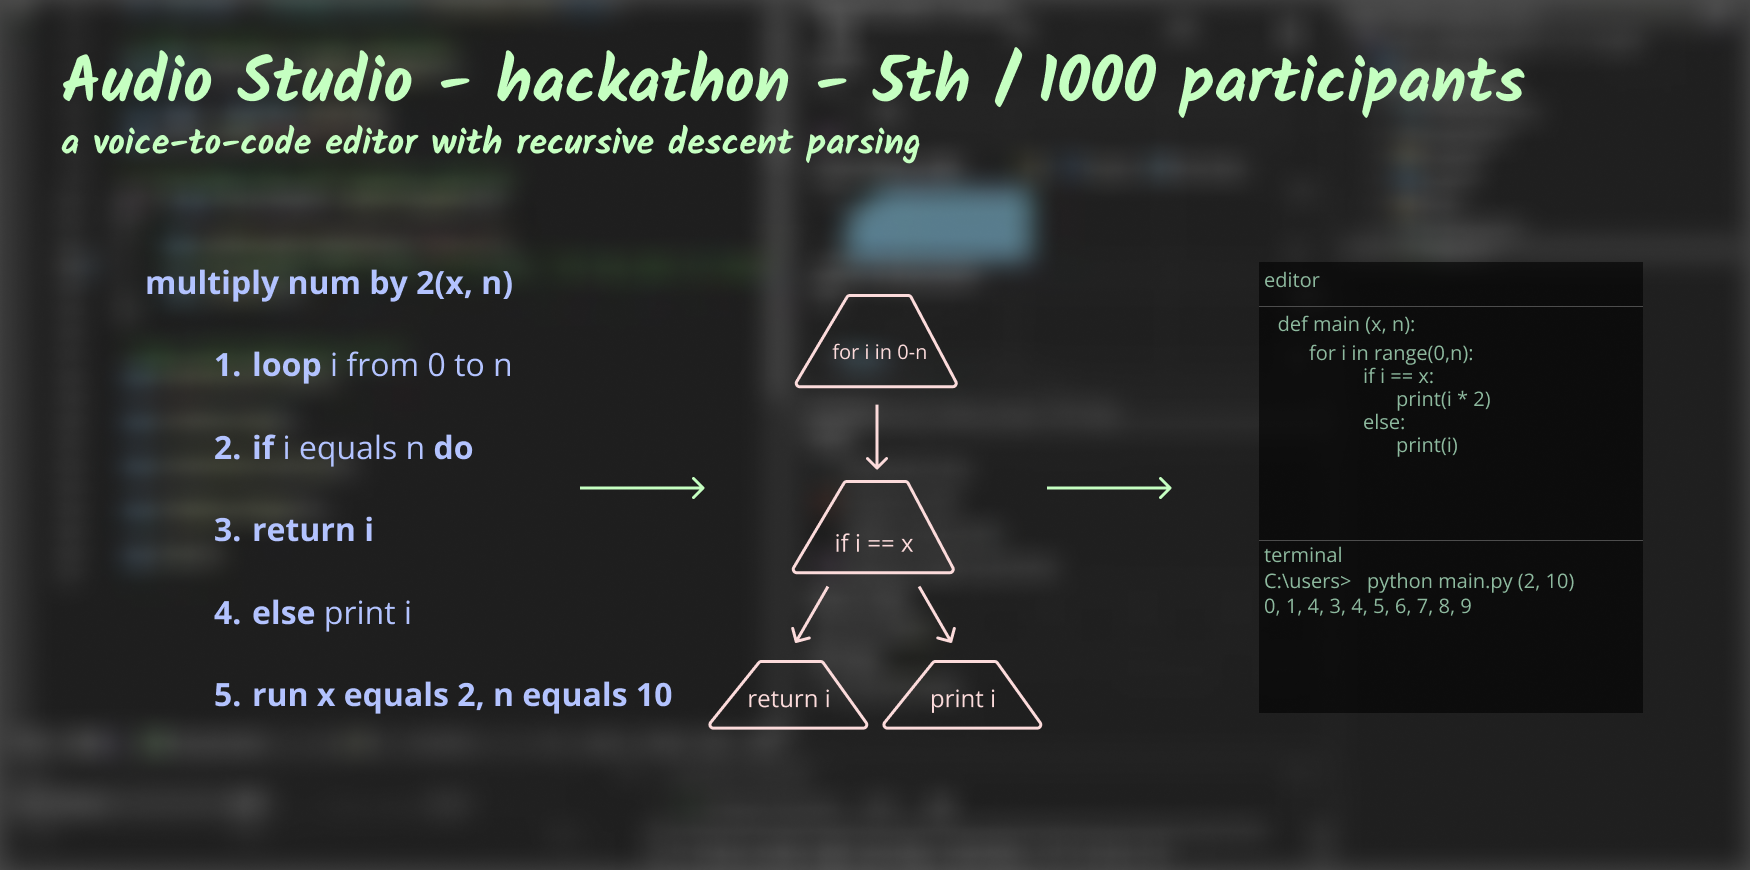 Audio Studio - hackathon - 5th / 1000 participants
a voice-to-code editor with recursive descent parsing
multiply num by 2(x, n)
1. loop i from 0 to n
2. if i equals n do
3. return i
4. else print i
5. run x equals 2, n equals 10
for i in 0-n
if i == x
return i
print i
editor
def main (x, n):
for i in range(0,n):
if i == x:
print(i * 2)
else:
print(i)
terminal
C:\users> python main.py (2, 10)
0, 1, 4, 3, 4, 5, 6, 7, 8, 9